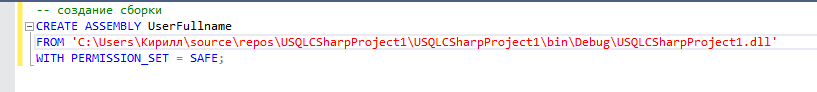 -- создание сборки
CREATE ASSEMBLY UserFullname
FROM 'C:\Users\Кирилл\source\repos\USQLCSharpProject1\USQLCSharpProject1\bin\Debug\USQLCSharpProject1.dll'
WITH PERMISSION_SET = SAFE;